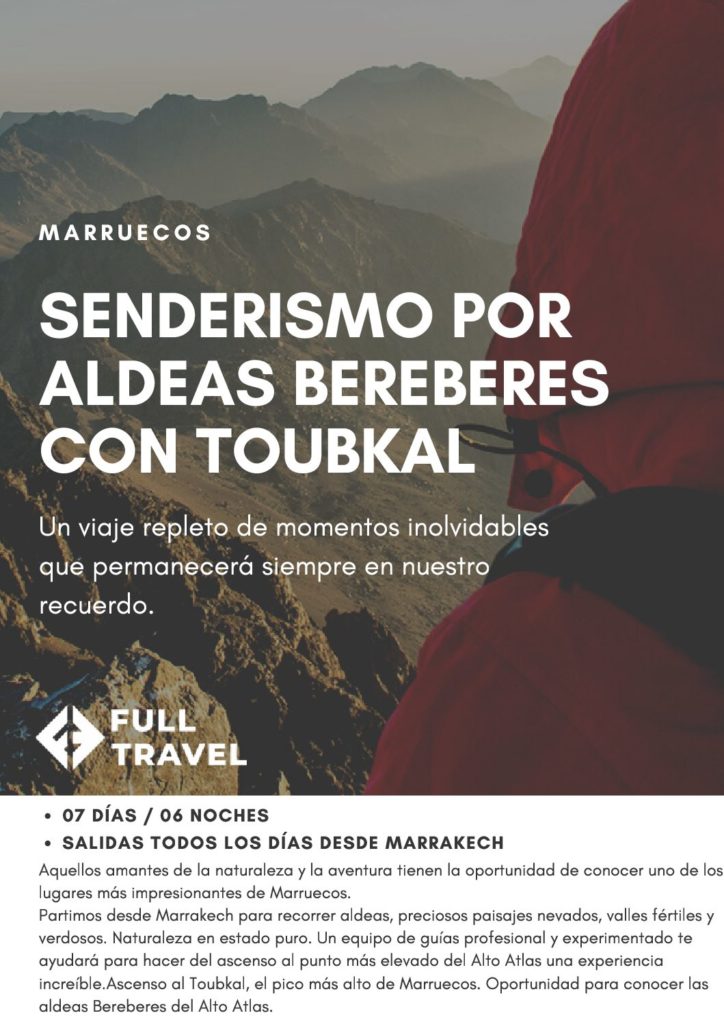 MARRUECOS
SENDERISMO POR
ALDEAS BEREBERES
CON TOUBKAL
Un viaje repleto de momentos inolvidables
que permanecerá siempre en nuestro
recuerdo.
FULL
TRAVEL
• 07 DÍAS / 06 NOCHES
• SALIDAS TODOS LOS DÍAS DESDE MARRAKECH
Aquellos amantes de la naturaleza y la aventura tienen la oportunidad de conocer uno de los
lugares más impresionantes de Marruecos.
Partimos desde Marrakech para recorrer aldeas, preciosos paisajes nevados, valles fértiles y
verdosos. Naturaleza en estado puro. Un equipo de guías profesional y experimentado te
ayudará para hacer del ascenso al punto más elevado del Alto Atlas una experiencia
increíble.Ascenso al Toubkal, el pico más alto de Marruecos. Oportunidad para conocer las
aldeas Bereberes del Alto Atlas.